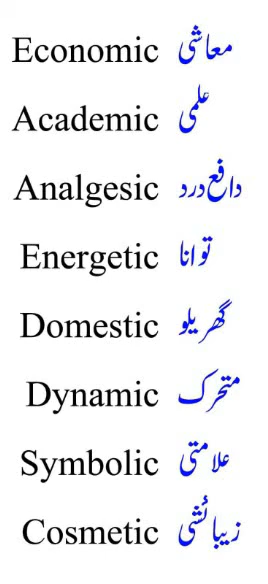 Economic معاشی
Academic علمی
Analgesic دافع درد
Energetic توانا
Domestic گھریلو
Dynamic متحرک
Symbolic علامتی
Cosmetic زیبائشی